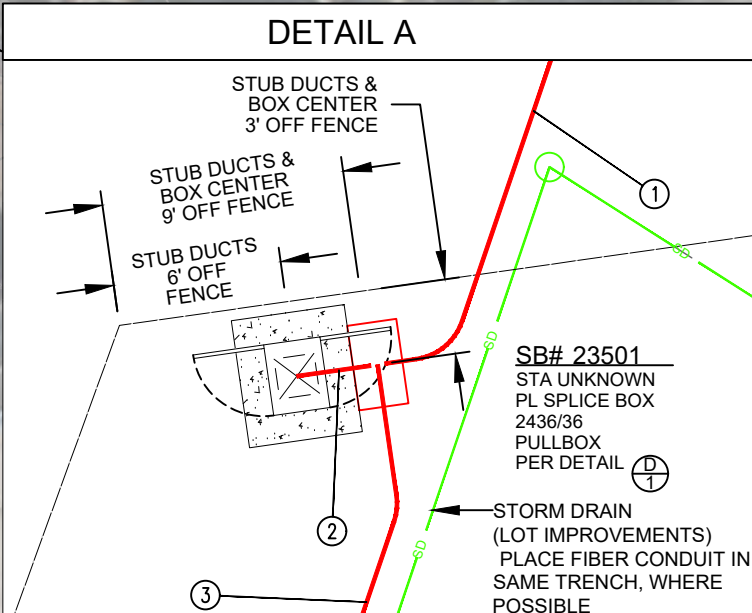 DETAIL A
STUB DUCTS &
BOX CENTER
3' OFF FENCE
STUB DUCTS &
BOX CENTER
9' OFF FENCE
STUB DUCTS
6' OFF
FENCE
1
SD
SD
SB# 23501
STA UNKNOWN
PL SPLICE BOX
2436/36
PULLBOX
PER DETAIL
D
1
2
STORM DRAIN
(LOT IMPROVEMENTS)
PLACE FIBER CONDUIT IN
SAME TRENCH, WHERE
POSSIBLE
SD
3